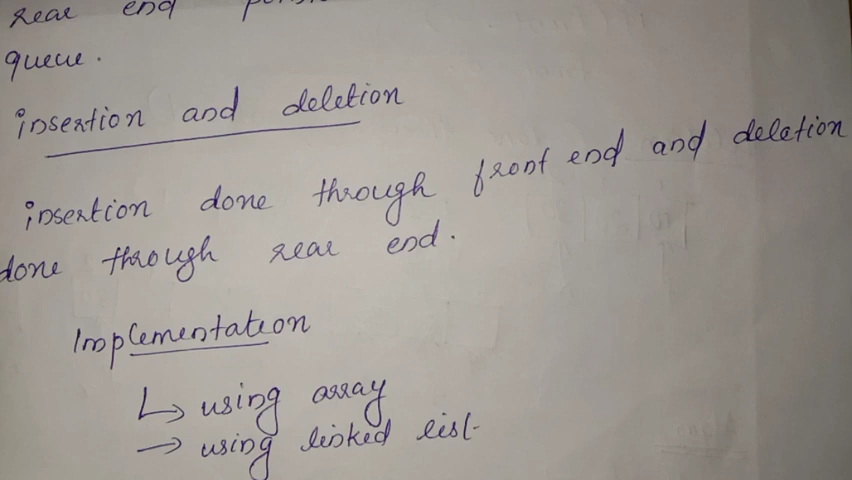 rear end
queue.
insertion and deletion
insertion done through front end and deletion
done through rear end.
Implementation
↳ using array
→ using linked list